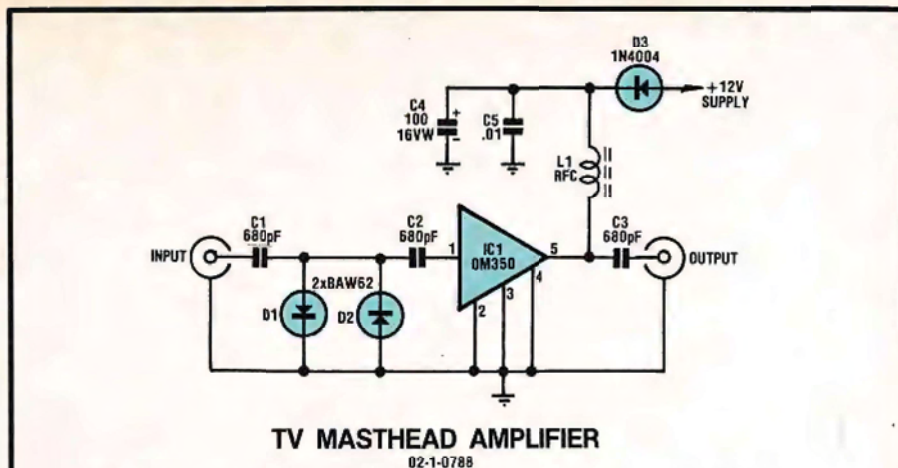 D3
1N4004
+12V
SUPPLY
C4
100
16VW
+
−
C5
.01
L1
RFC
C1
680pF
C2
680pF
C3
680pF
INPUT
1
IC1
OM350
5
4
3
2
OUTPUT
2xBAW62
D1
D2
TV MASTHEAD AMPLIFIER
02-1-0788